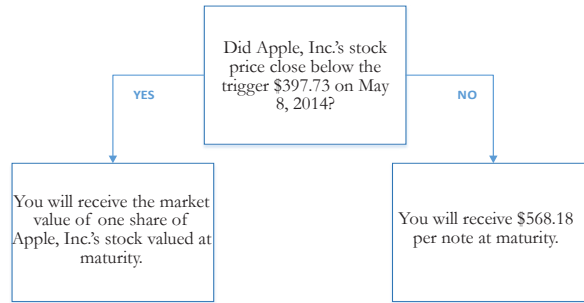 Did Apple, Inc.'s stock
price close below the
trigger $397.73 on May
8, 2014?
YES
NO
You will receive the market
value of one share of
Apple, Inc.'s stock valued at
maturity.
You will receive $568.18
per note at maturity.